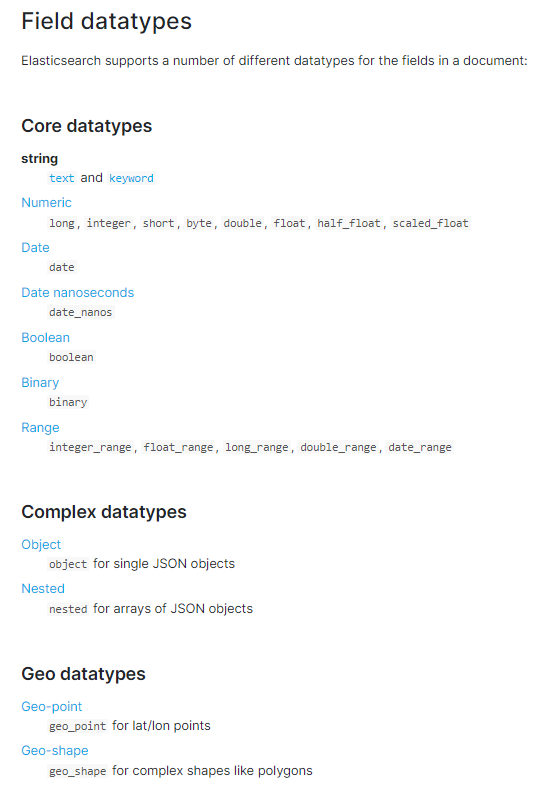 Field datatypes
Elasticsearch supports a number of different datatypes for the fields in a document:
Core datatypes
string
text and keyword
Numeric
long, integer, short, byte, double, float, half_float, scaled_float
Date
date
Date nanoseconds
date_nanos
Boolean
boolean
Binary
binary
Range
integer_range, float_range, long_range, double_range, date_range
Complex datatypes
Object
object for single JSON objects
Nested
nested for arrays of JSON objects
Geo datatypes
Geo-point
geo_point for lat/lon points
Geo-shape
geo_shape for complex shapes like polygons